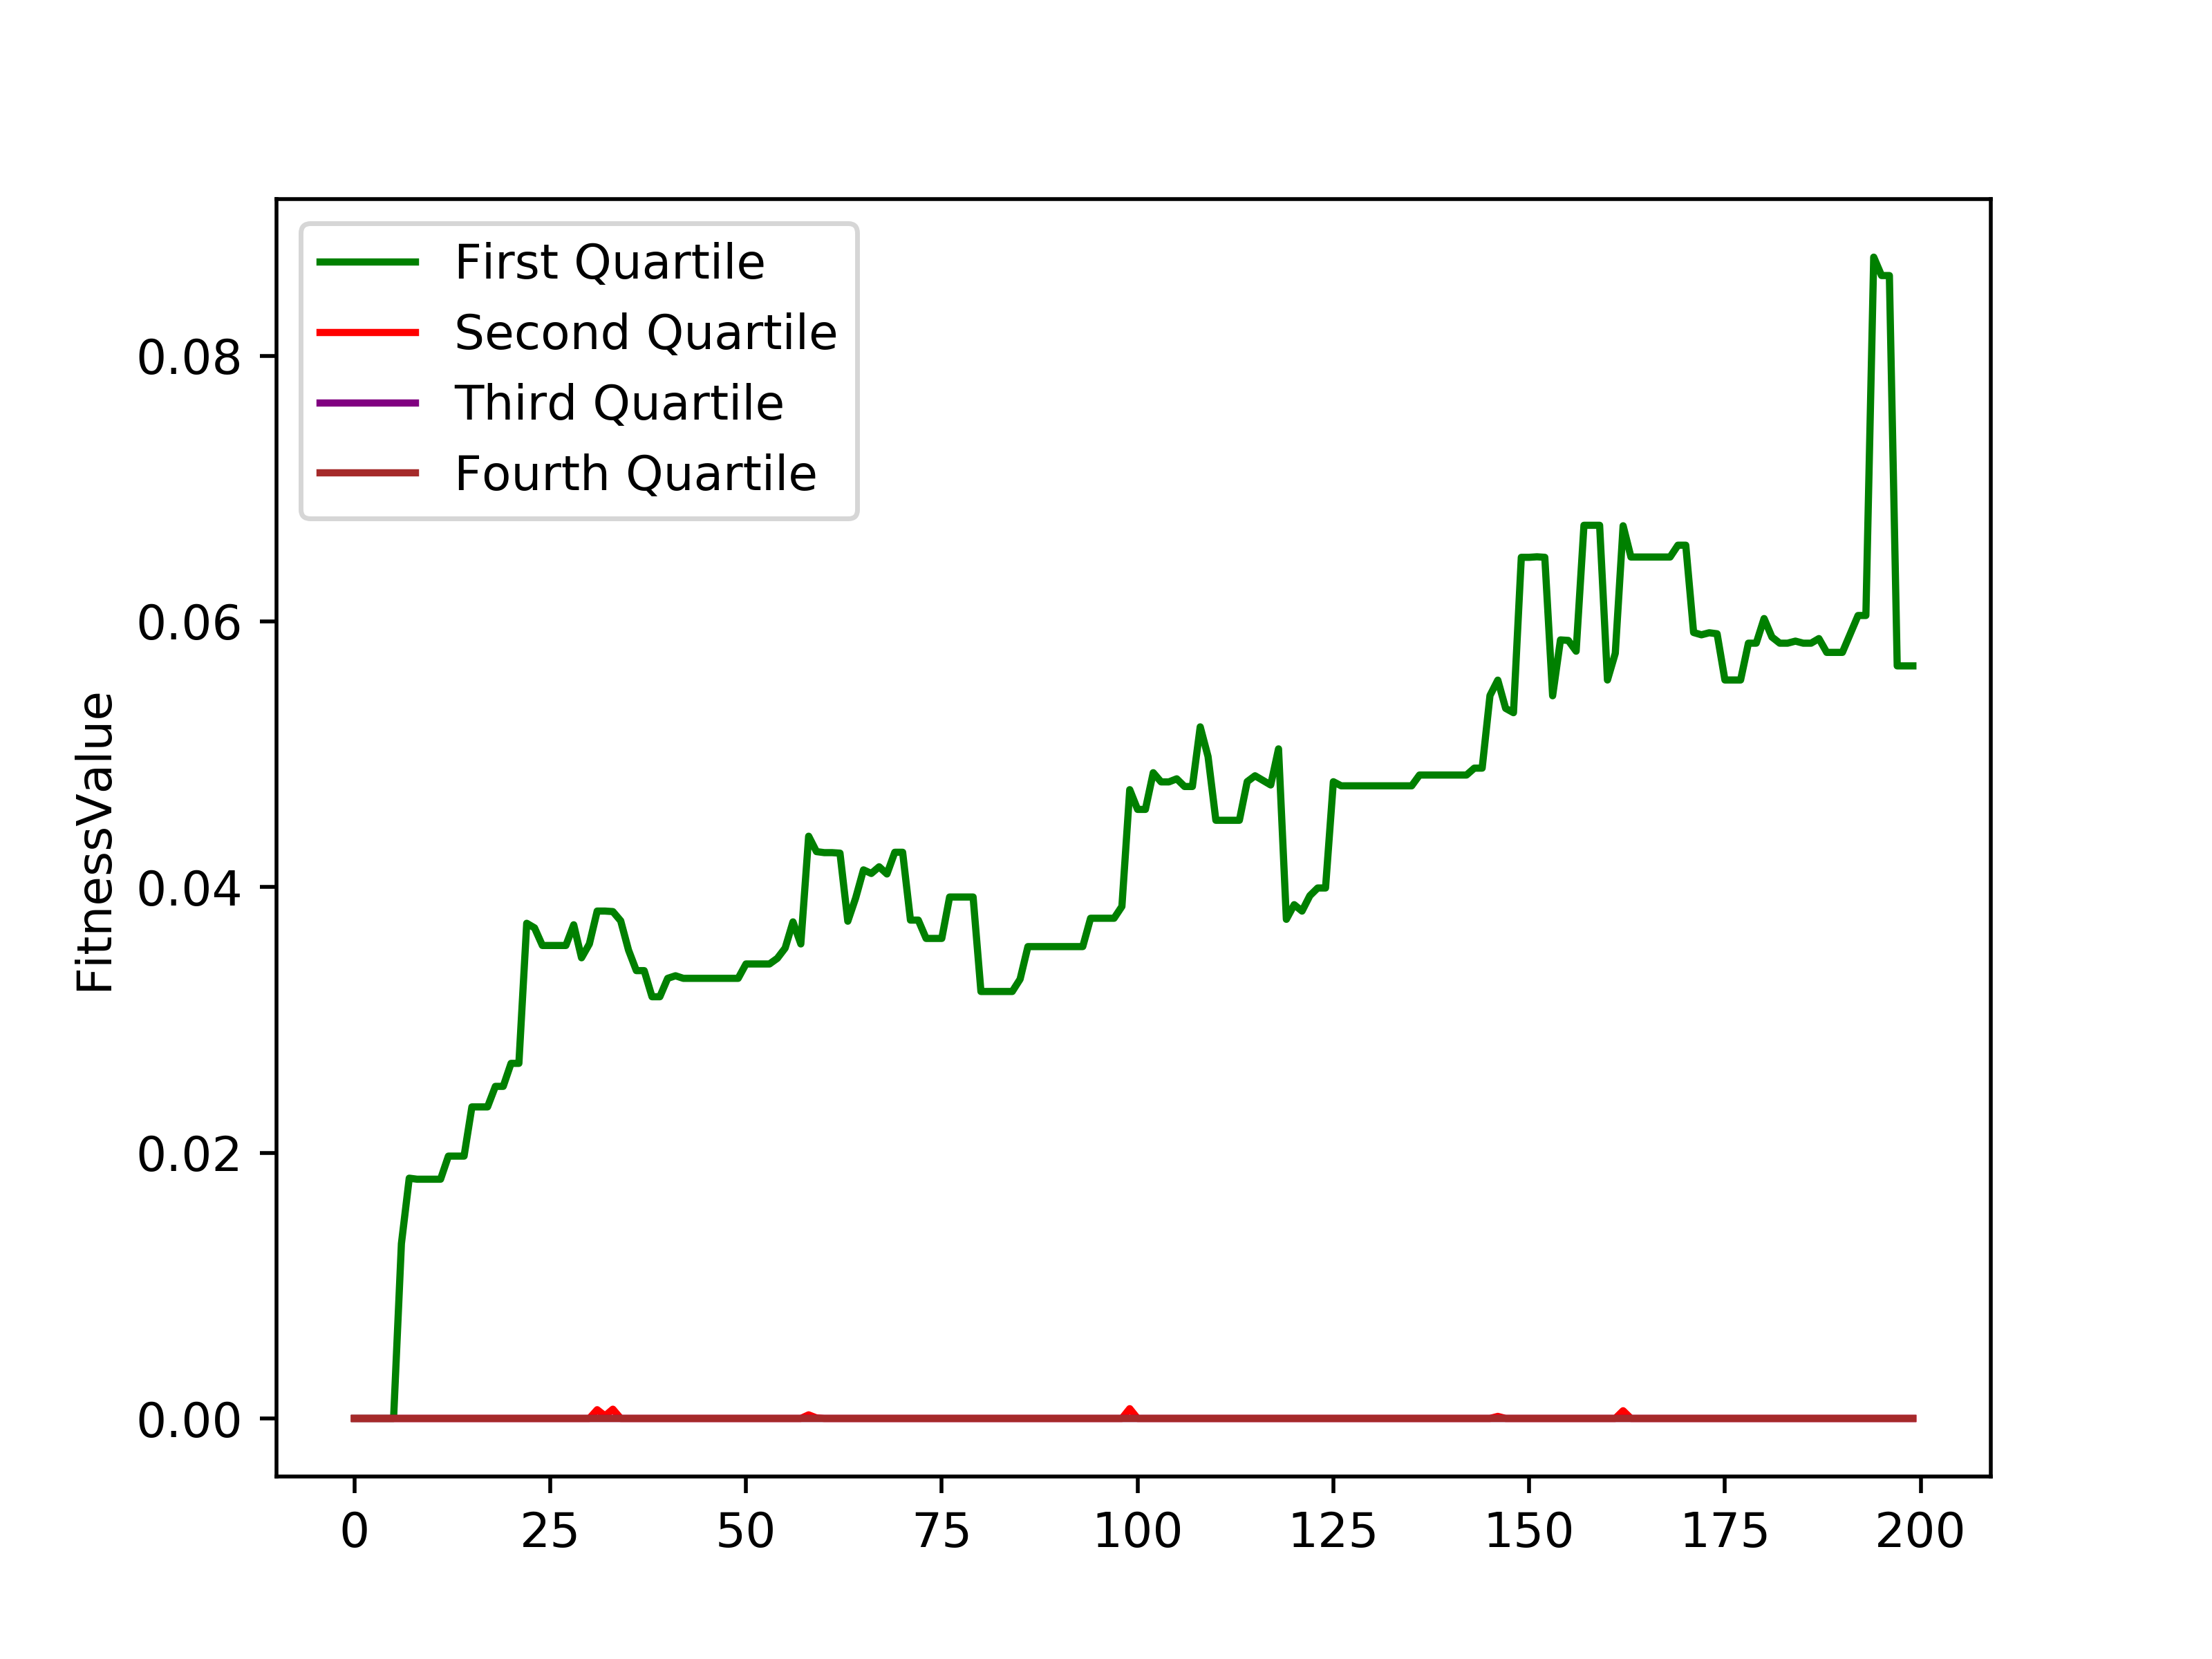 First Quartile
Second Quartile
Third Quartile
Fourth Quartile
0.08
0.06
0.04
0.02
0.00
FitnessValue
0 25 50 75 100 125 150 175 200